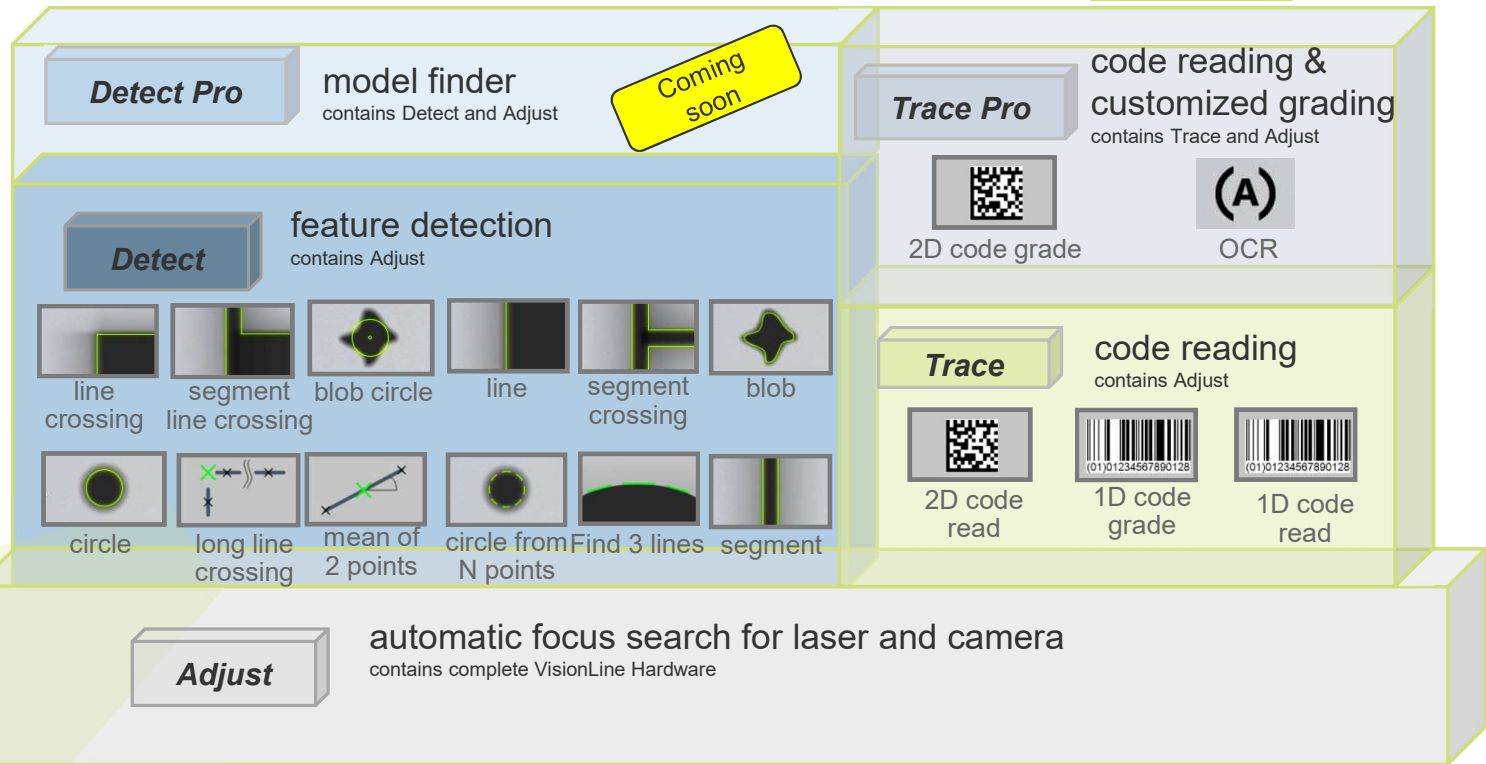 Detect Pro
model finder
contains Detect and Adjust
Coming
soon
Trace Pro
code reading &
customized grading
contains Trace and Adjust
2D code grade
(A)
OCR
Detect
feature detection
contains Adjust
line
crossing
segment
line crossing
blob circle
line
segment
crossing
blob
circle
long line
crossing
mean of
2 points
circle from
N points
Find 3 lines
segment
Trace
code reading
contains Adjust
2D code
read
(01)01234567890128
1D code
grade
(01)01234567890128
1D code
read
Adjust
automatic focus search for laser and camera
contains complete VisionLine Hardware